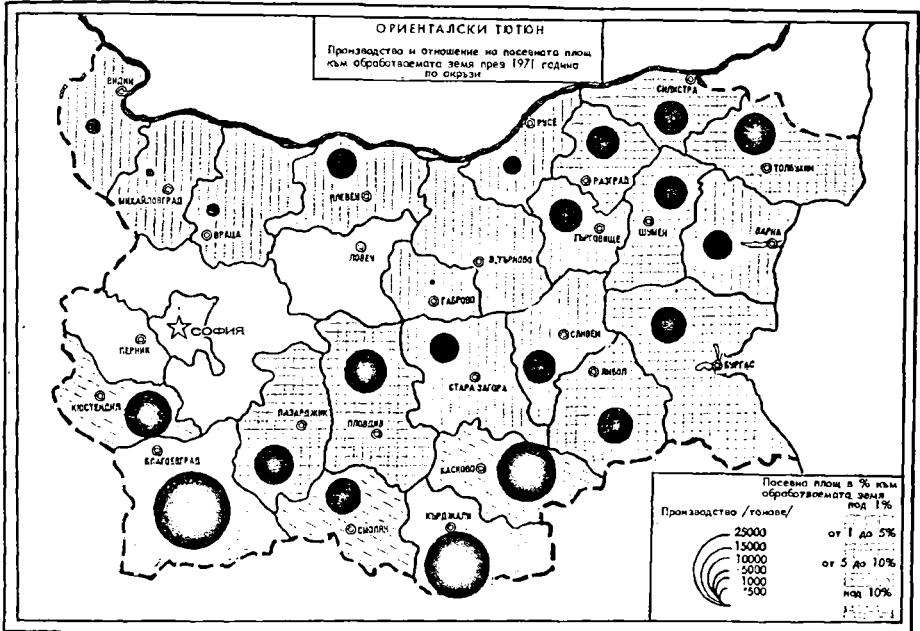 ОРИЕНТАЛСКИ ТЮТЮН
Производство и отношение на посевната площ
към обработваемата земя през 1971 година
по окръзи
ВИДИН
СИЛИСТРА
РУСЕ
ТОЛБУХИН
РАЗГРАД
МИХАЙЛОВГРАД
ПЛЕВЕН
ВРАЦА
ТЪРГОВИЩЕ
ШУМЕН
ВАРНА
ЛОВЕЧ
В.ТЪРНОВО
ГАБРОВО
СОФИЯ
ПЕРНИК
СЛИВЕН
БУРГАС
ЯМБОЛ
СТАРА ЗАГОРА
КЮСТЕНДИЛ
ПАЗАРДЖИК
ПЛОВДИВ
БЛАГОЕВГРАД
ХАСКОВО
СМОЛЯН
КЪРДЖАЛИ
Посевна площ в % към
обработваемата земя
Производство /тонове/
под 1%
25000
15000
10000
5000
1000
500
от 1 до 5%
от 5 до 10%
над 10%